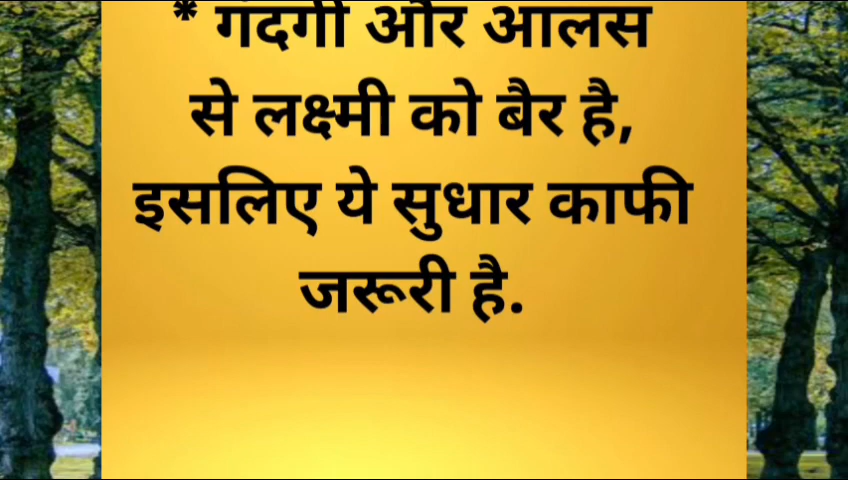 * गंदगी और आलस
से लक्ष्मी को बैर है,
इसलिए ये सुधार काफी
जरूरी है.